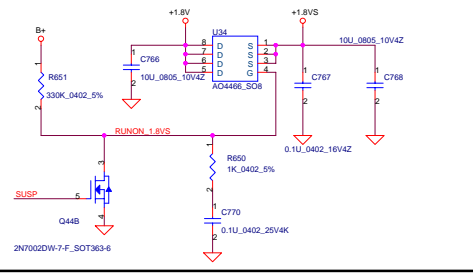 +1.8V
+1.8VS
B+
U34
8 D S 1
7 D S 2
6 D S 3
5 D G 4
AO4466_SO8
1
C766
2
10U_0805_10V4Z
10U_0805_10V4Z
1
C767
2
0.1U_0402_16V4Z
1
C768
2
1
R651
330K_0402_5%
2
RUNON_1.8VS
1
R650
1K_0402_5%
2
3
SUSP
5
4
Q44B
2N7002DW-7-F_SOT363-6
1
C770
0.1U_0402_25V4K
2